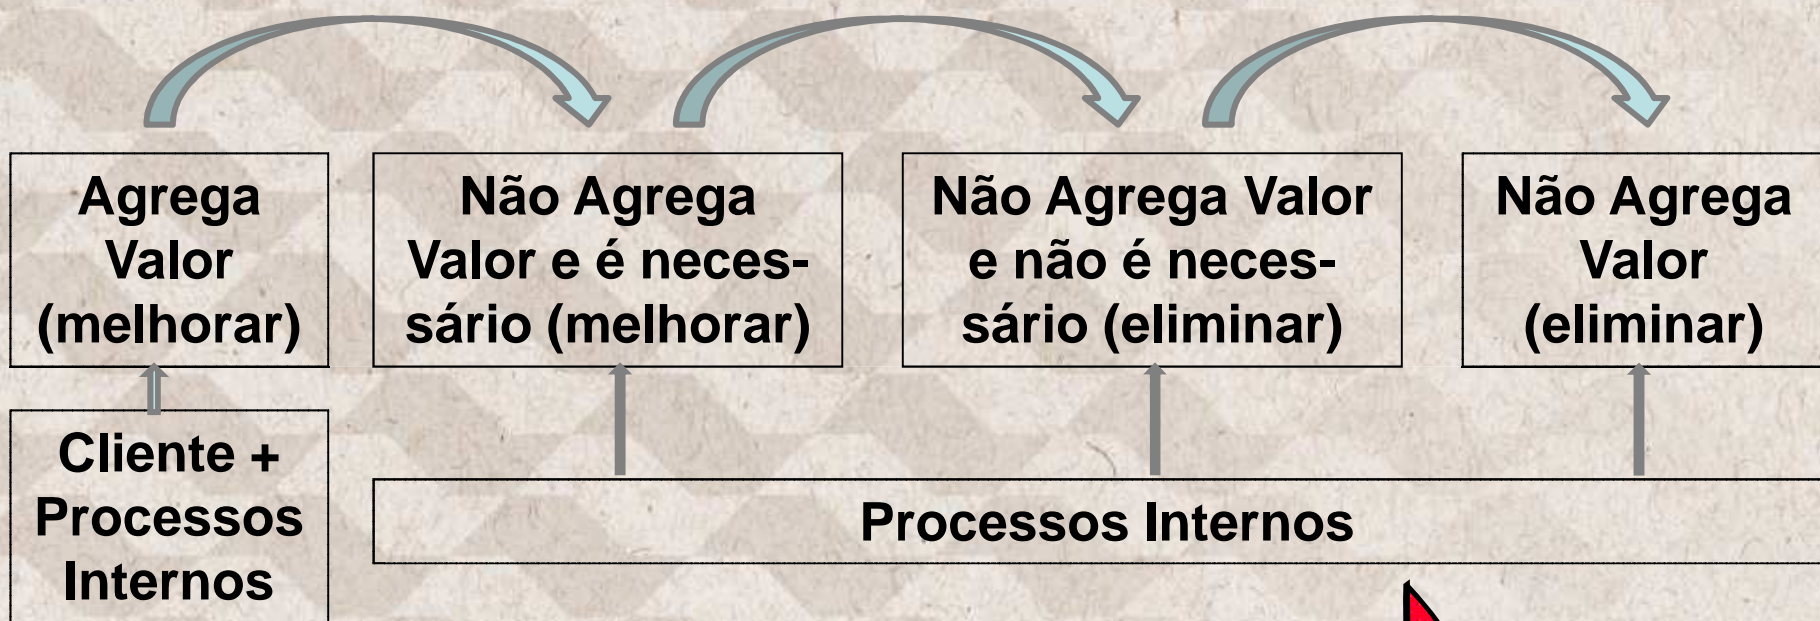 Agrega
Valor
(melhorar)
Não Agrega
Valor e é neces-
sário (melhorar)
Não Agrega Valor
e não é neces-
sário (eliminar)
Não Agrega
Valor
(eliminar)
Cliente +
Processos
Internos
Processos Internos